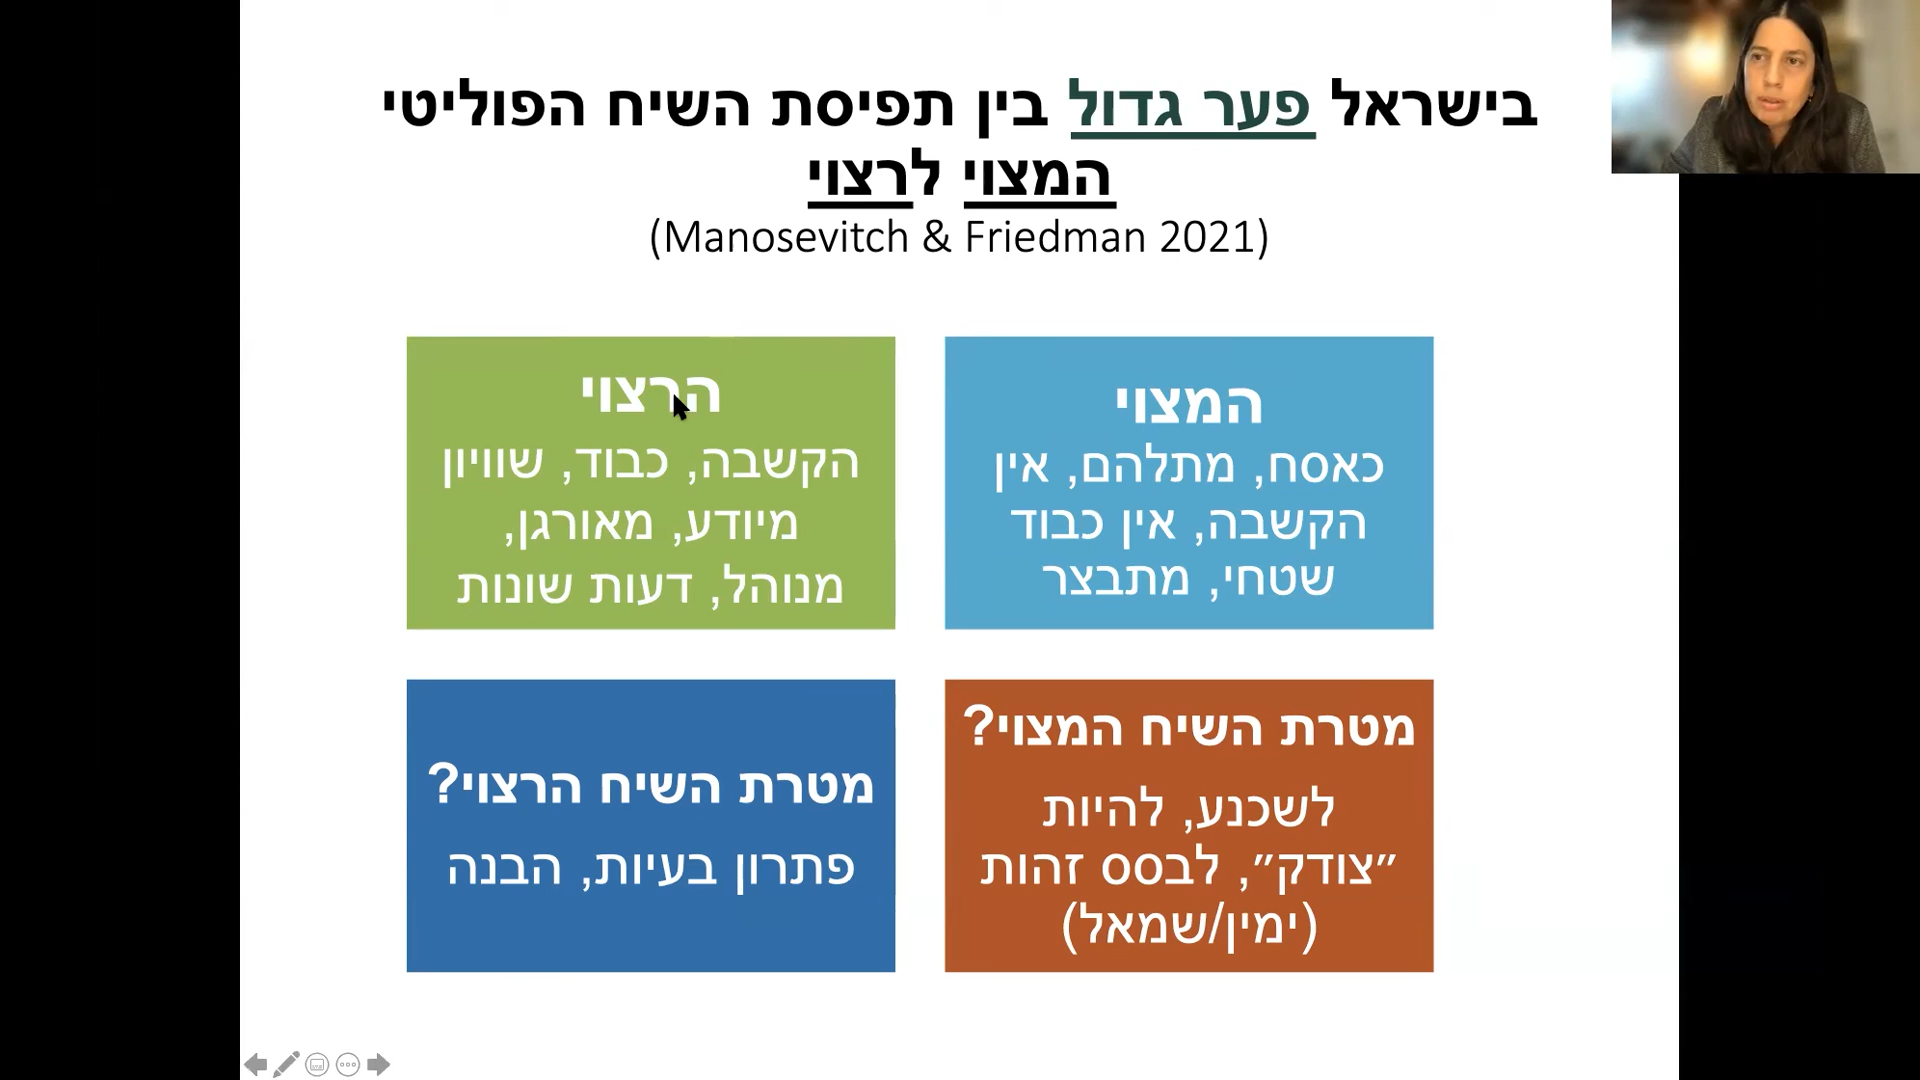 בישראל פער גדול בין תפיסת השיח הפוליטי
המצוי לרצוי
(Manosevitch & Friedman 2021)
המצוי
כאסח, מתלהם, אין
הקשבה, אין כבוד
שטחי, מתבצר
הרצוי
הקשבה, כבוד, שוויון
מיודע, מאורגן,
מנוהל, דעות שונות
מטרת השיח המצוי?
לשכנע, להיות
״צודק״, לבסס זהות
(ימין/שמאל)
מטרת השיח הרצוי?
פתרון בעיות, הבנה